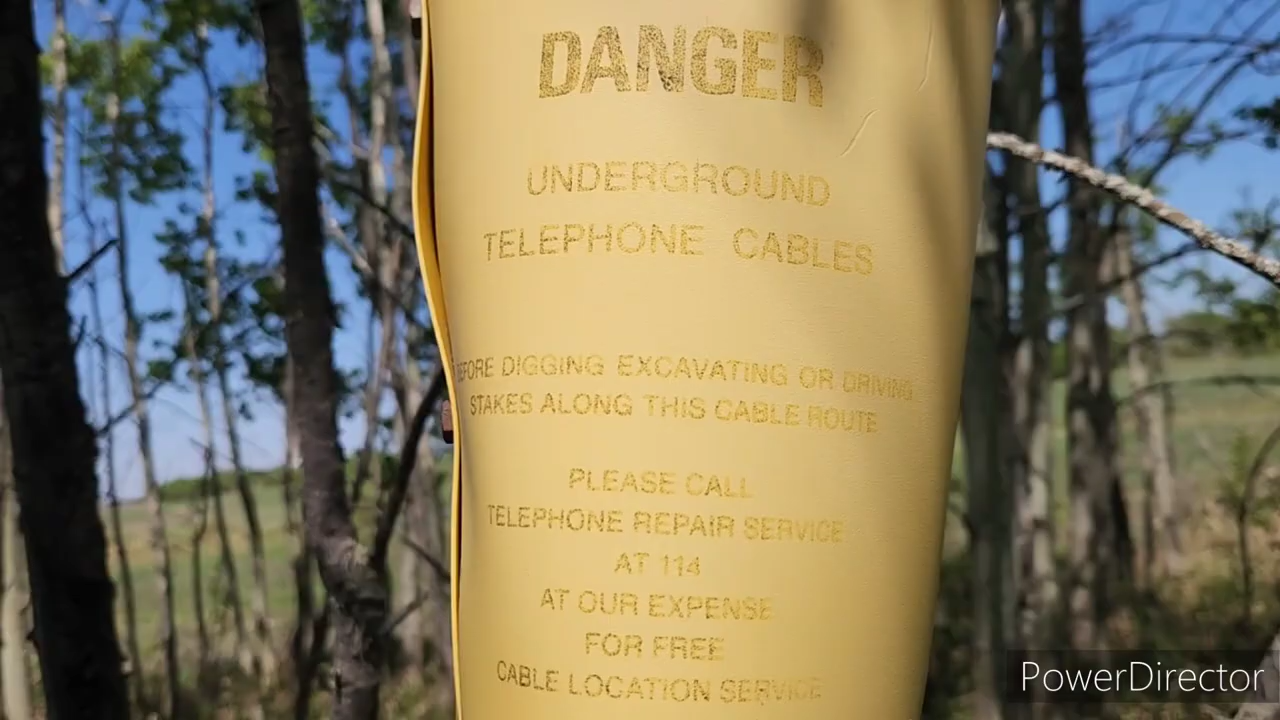 DANGER
UNDERGROUND
TELEPHONE CABLES
BEFORE DIGGING EXCAVATING OR DRIVING
STAKES ALONG THIS CABLE ROUTE
PLEASE CALL
TELEPHONE REPAIR SERVICE
AT 114
AT OUR EXPENSE
FOR FREE
CABLE LOCATION SERVICE
PowerDirector